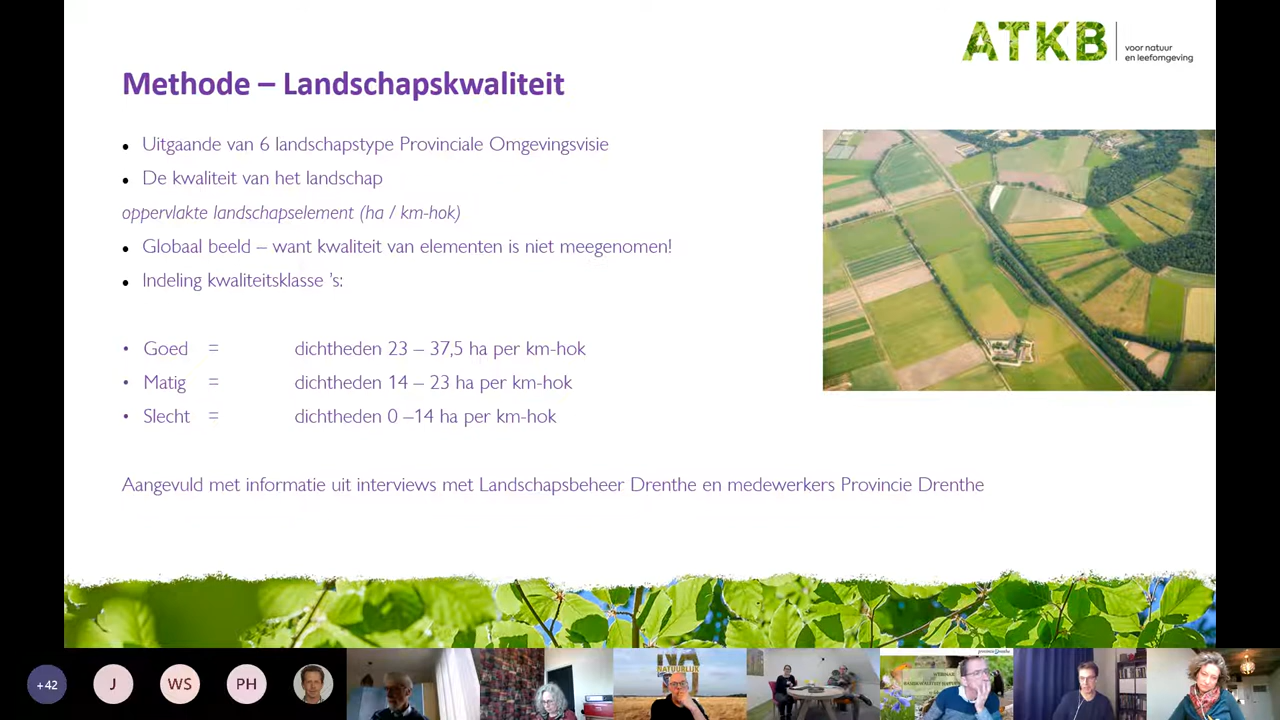 ATKB
voor natuur
en leefomgeving
Methode – Landschapskwaliteit
• Uitgaande van 6 landschapstype Provinciale Omgevingsvisie
• De kwaliteit van het landschap
oppervlakte landschapselement (ha / km-hok)
• Globaal beeld – want kwaliteit van elementen is niet meegenomen!
• Indeling kwaliteitsklasse 's:
• Goed = dichtheden 23 – 37,5 ha per km-hok
• Matig = dichtheden 14 – 23 ha per km-hok
• Slecht = dichtheden 0 –14 ha per km-hok
Aangevuld met informatie uit interviews met Landschapsbeheer Drenthe en medewerkers Provincie Drenthe
+42
J
WS
PH
NATUURLIJK